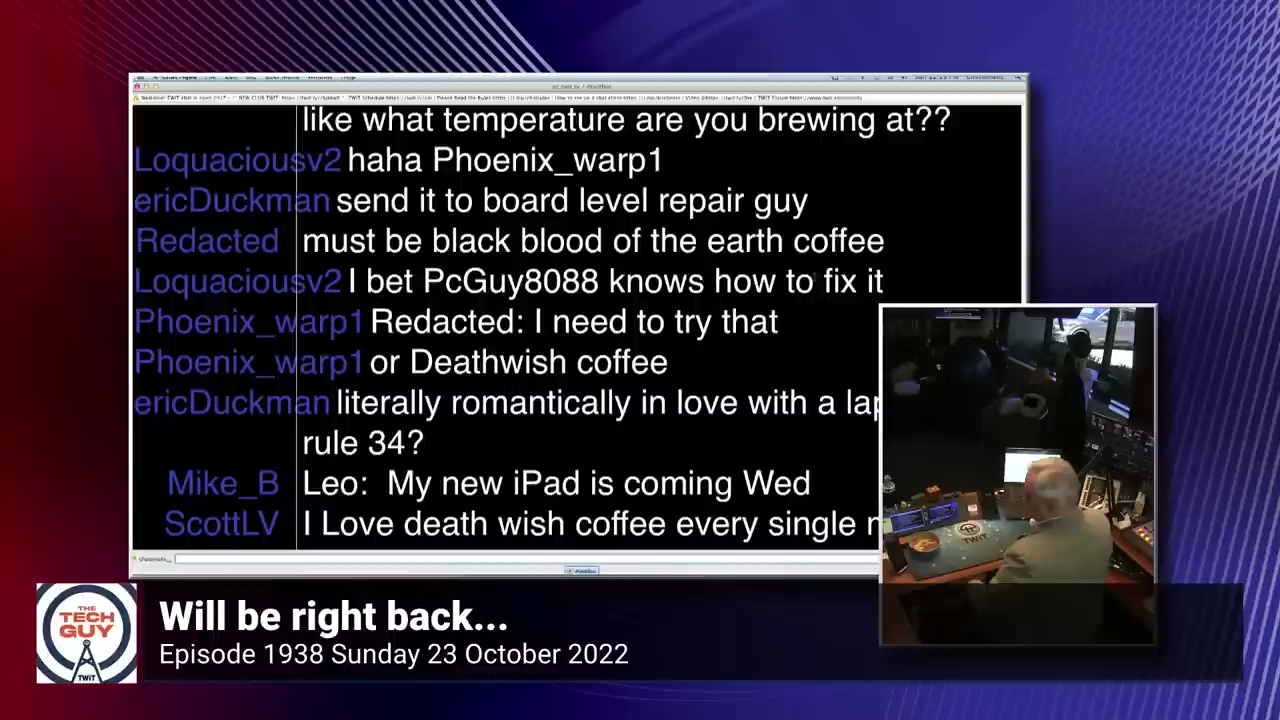 like what temperature are you brewing at??
Loquaciousv2 haha Phoenix_warp1
ericDuckman send it to board level repair guy
Redacted must be black blood of the earth coffee
Loquaciousv2 I bet PcGuy8088 knows how to fix it
Phoenix_warp1 Redacted: I need to try that
Phoenix_warp1 or Deathwish coffee
ericDuckman literally romantically in love with a
rule 34?
Mike_B Leo: My new iPad is coming Wed
ScottLV I Love death wish coffee every single
TWiT
THE
TECH
GUY
TWiT
Will be right back...
Episode 1938 Sunday 23 October 2022